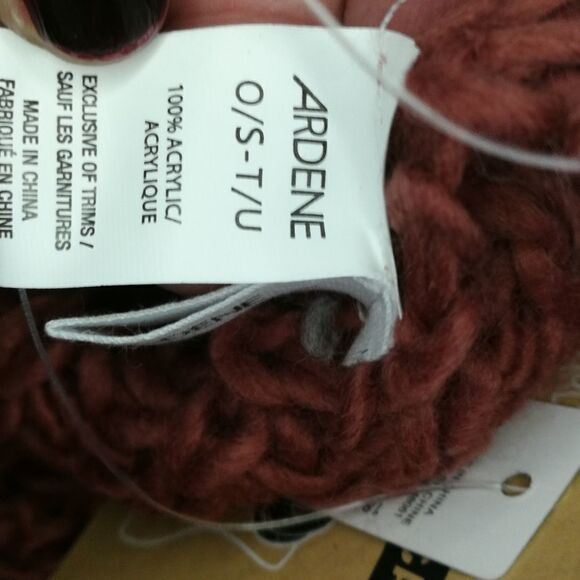 ARDENE
O/S-T/U
100% ACRYLIC/
ACRYLIQUE
EXCLUSIVE OF TRIMS /
SAUF LES GARNITURES
MADE IN CHINA
FABRIQUÉ EN CHINE